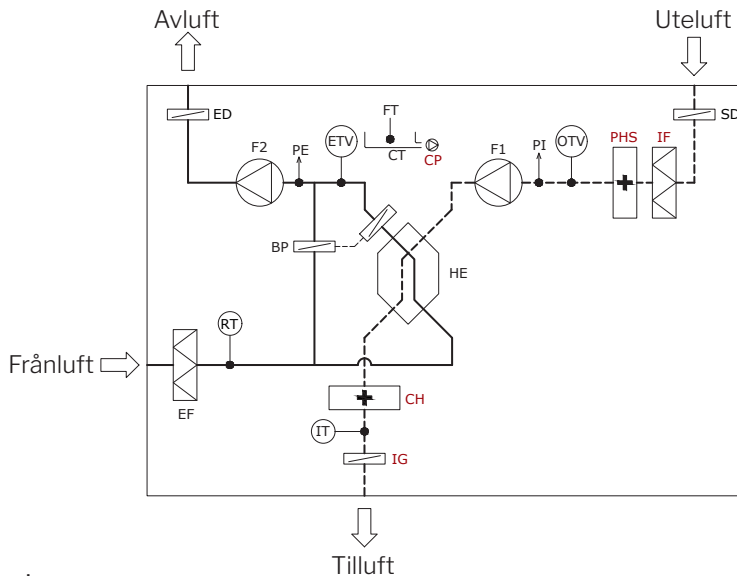 Avluft
Uteluft
ED
FT
SD
F2
PE
ETV
CT
CP
F1
PI
OTV
PHS
IF
BP
HE
RT
Frånluft
EF
CH
IT
IG
Tilluft